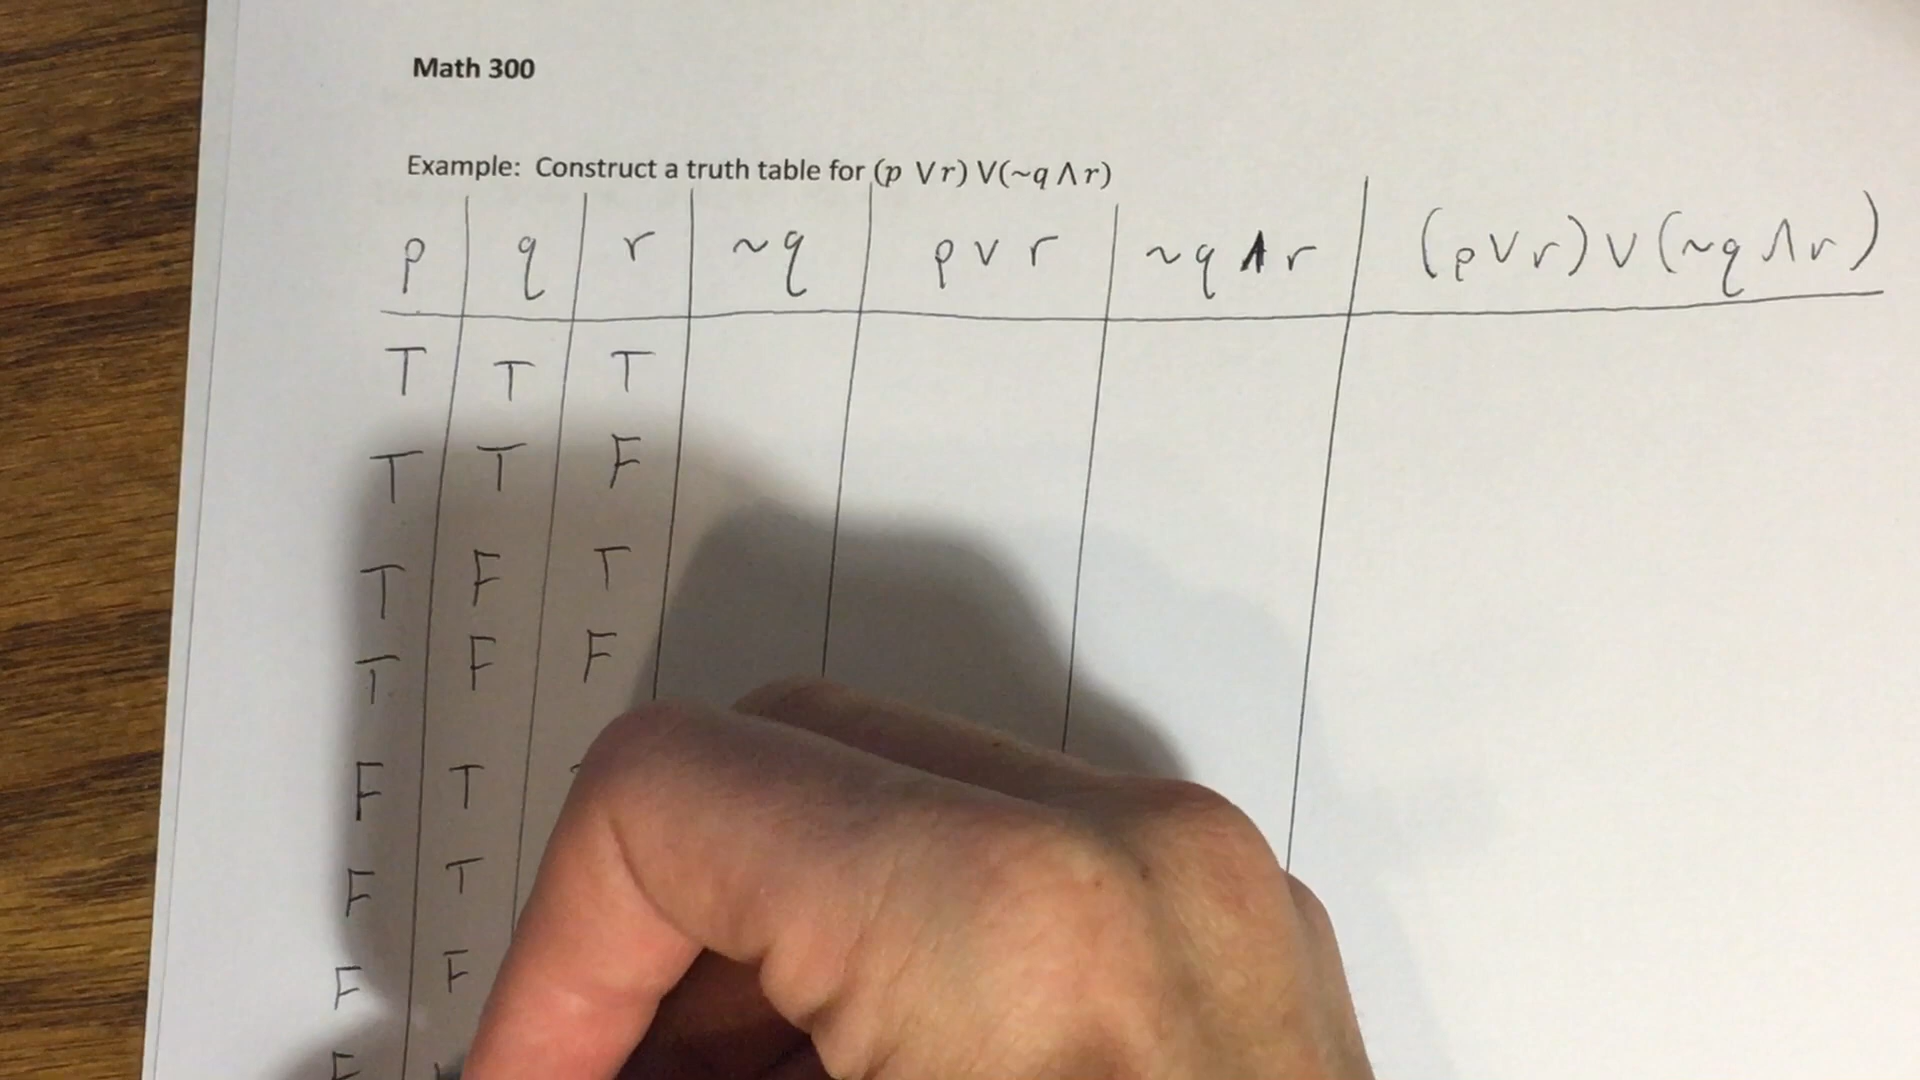 Math 300
Example: Construct a truth table for (p ∨ r) ∨(~q ∧ r)
p q r ~q p ∨ r ~q ∧ r (p ∨ r) ∨ (~q ∧ r)
T T T
T T F
T F T
T F F
F T
F T
F F
F